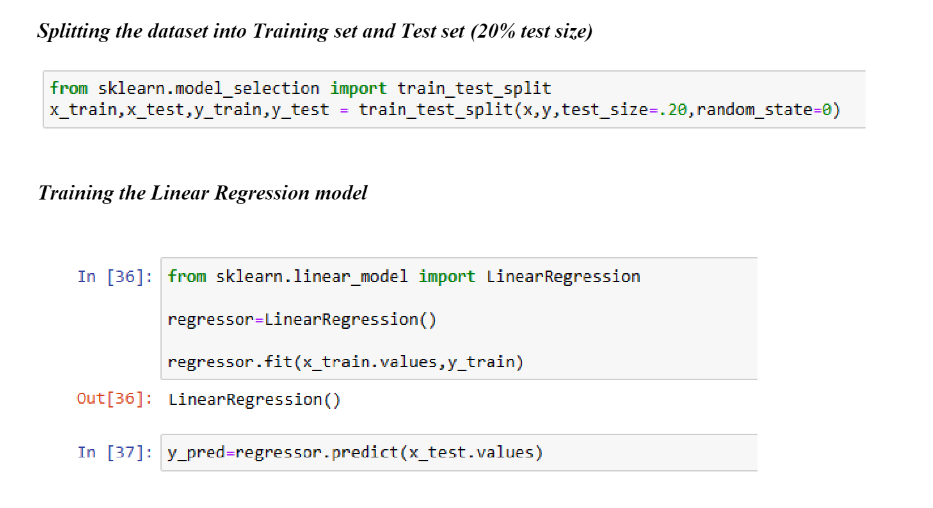 Splitting the dataset into Training set and Test set (20% test size)
from sklearn.model_selection import train_test_split
x_train,x_test,y_train,y_test = train_test_split(x,y,test_size=.20,random_state=0)
Training the Linear Regression model
In [36]: from sklearn.linear_model import LinearRegression
regressor=LinearRegression()
regressor.fit(x_train.values,y_train)
Out[36]: LinearRegression()
In [37]: y_pred=regressor.predict(x_test.values)